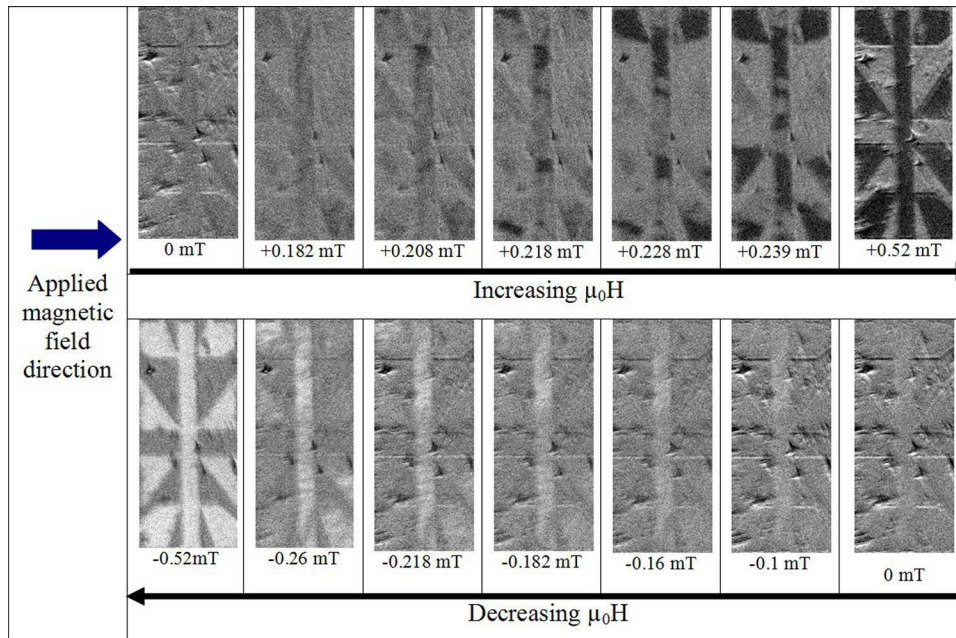 0 mT
+0.182 mT
+0.208 mT
+0.218 mT
+0.228 mT
+0.239 mT
+0.52 mT
Increasing µ₀H
Applied
magnetic
field
direction
-0.52mT
-0.26 mT
-0.218 mT
-0.182 mT
-0.16 mT
-0.1 mT
0 mT
Decreasing µ₀H